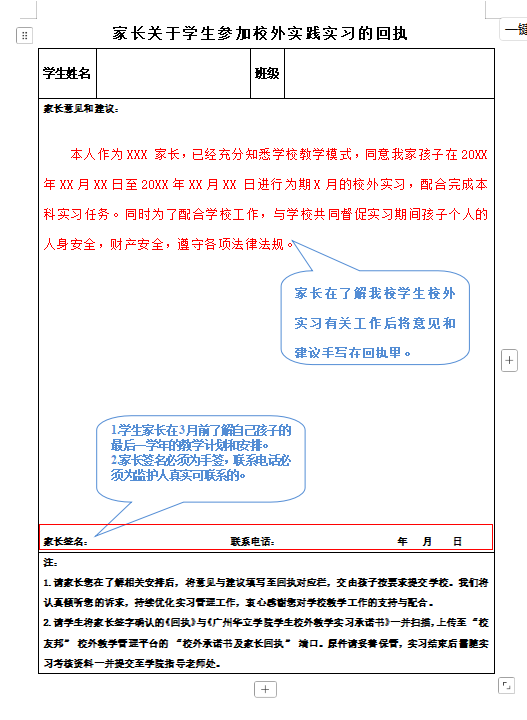 家长关于学生参加校外实践实习的回执
一键
学生姓名
班级
家长意见和建议：
本人作为XXX 家长，已经充分知悉学校教学模式，同意我家孩子在20XX
年XX月XX日至20XX年XX月XX 日进行为期X月的校外实习，配合完成本
科实习任务。同时为了配合学校工作，与学校共同督促实习期间孩子个人的
人身安全，财产安全，遵守各项法律法规。
家长在了解我校学生校外
实习有关工作后将意见和
建议手写在回执里。
1.学生家长在3月前了解自己孩子的
最后一学年的教学计划和安排。
2.家长签名必须为手签，联系电话必
须为监护人真实可联系的。
家长签名： 联系电话： 年 月 日
注：
1.请家长您在了解相关安排后，将意见与建议填写至回执对应栏，交由孩子按要求提交学校。我们将
认真倾听您的诉求，持续优化实习管理工作，衷心感谢您对学校教学工作的支持与配合。
2.请学生将家长签字确认的《回执》与《广州华立学院学生校外教学实习承诺书》一并扫描，上传至“校
友邦” 校外教学管理平台的 “校外承诺书及家长回执” 端口。原件请妥善保管，实习结束后需随实
习考核资料一并提交至学院指导老师处。